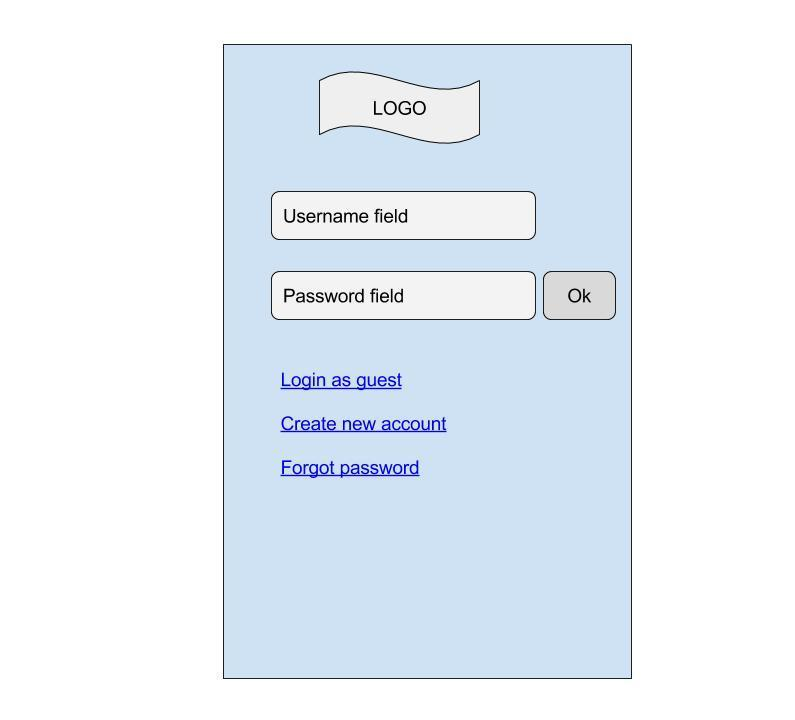 LOGO
Username field
Password field
Ok
Login as guest
Create new account
Forgot password